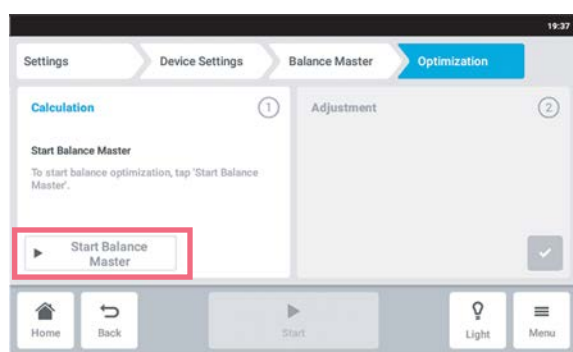 19:37
Settings
Device Settings
Balance Master
Optimization
Calculation
1
Adjustment
2
Start Balance Master
To start balance optimization, tap 'Start Balance
Master'.
Start Balance
Master
Home
Back
Start
Light
Menu